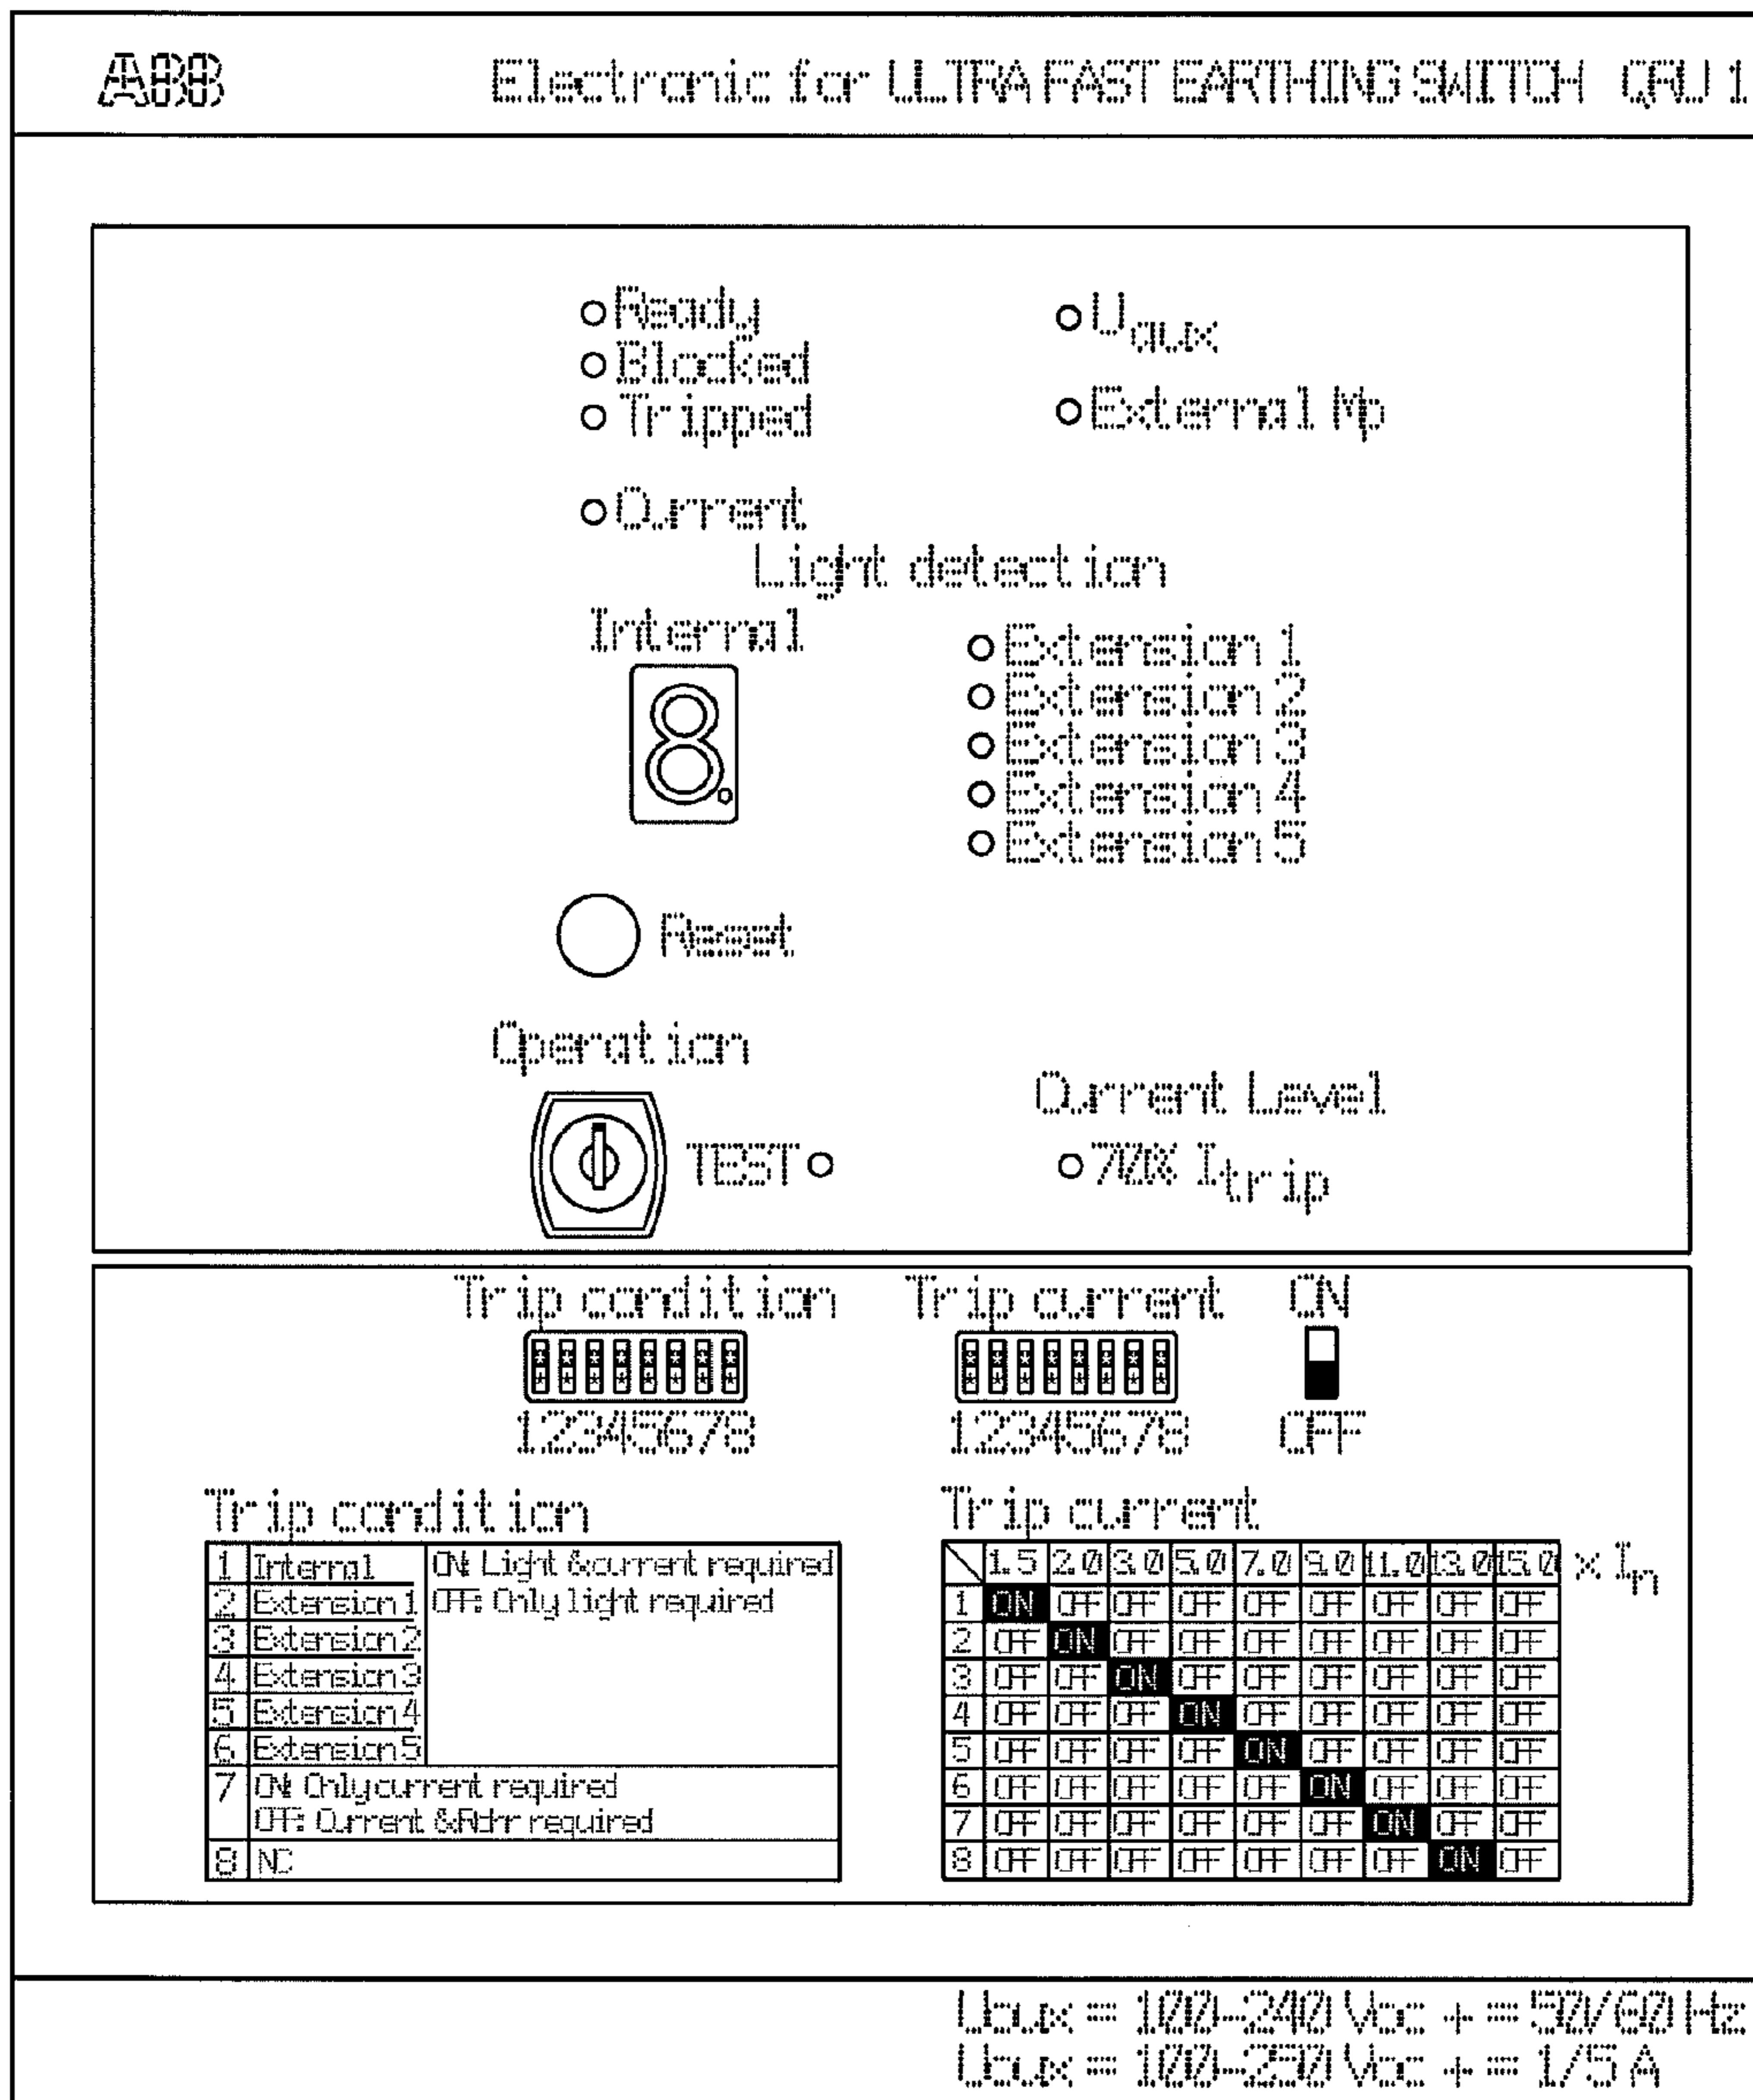 ABB
Electronic for ULTRA FAST EARTHING SWITCH QRU 1
Ready
Blocked
Tripped
Uaux
External Mp
Current
Light detection
Internal
8.
Extension 1
Extension 2
Extension 3
Extension 4
Extension 5
Reset
Operation
TEST
Current Level
70% Itrip
Trip condition
12345678
Trip current
12345678
ON
OFF
Trip condition
1 Internal ON: Light & current required
2 Extension 1 OFF: Only light required
3 Extension 2
4 Extension 3
5 Extension 4
6 Extension 5
7 ON: Only current required
OFF: Current & required
8 NC
Trip current
1.5 2.0 3.0 5.0 7.0 9.0 11.0 13.0 15.0 x In
1 ON OFF OFF OFF OFF OFF OFF OFF OFF
2 OFF ON OFF OFF OFF OFF OFF OFF OFF
3 OFF OFF ON OFF OFF OFF OFF OFF OFF
4 OFF OFF OFF ON OFF OFF OFF OFF OFF
5 OFF OFF OFF OFF ON OFF OFF OFF OFF
6 OFF OFF OFF OFF OFF ON OFF OFF OFF
7 OFF OFF OFF OFF OFF OFF ON OFF OFF
8 OFF OFF OFF OFF OFF OFF OFF ON OFF
= 100-240 + = 50/60 Hz
= 100-250 + = 1/5 A